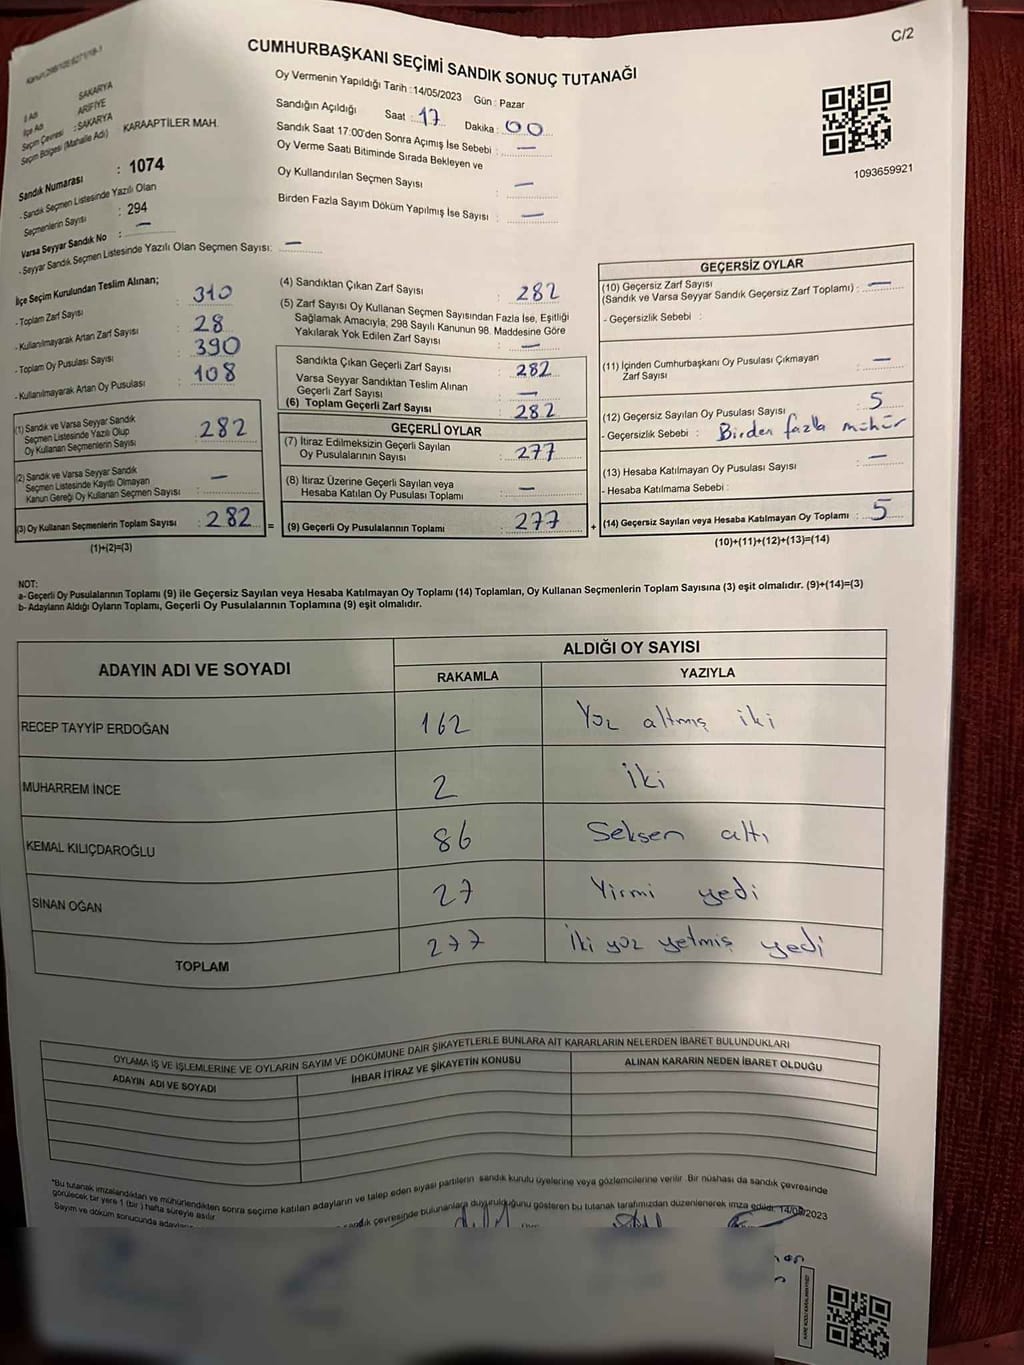 C/2
CUMHURBAŞKANI SEÇİMİ SANDIK SONUÇ TUTANAĞI
Oy Vermenin Yapıldığı Tarih : 14/05/2023 Gün : Pazar
İl Adı : SAKARYA
İlçe Adı : ARİFİYE
Seçim Çevresi : SAKARYA
Seçim Bölgesi (Mahalle Adı) KARAAPTİLER MAH.
Sandık Numarası : 1074
- Sandık Seçmen Listesinde Yazılı Olan
Seçmenlerin Sayısı : 294
Varsa Seyyar Sandık No : —
- Seyyar Sandık Seçmen Listesinde Yazılı Olan Seçmen Sayısı: —
Sandığın Açıldığı Saat : 17 Dakika : 00
Sandık Saat 17:00'den Sonra Açımış İse Sebebi : —
Oy Verme Saati Bitiminde Sırada Bekleyen ve
Oy Kullandırılan Seçmen Sayısı : —
Birden Fazla Sayım Döküm Yapılmış İse Sayısı : —
1093659921
İlçe Seçim Kurulundan Teslim Alınan;
- Toplam Zarf Sayısı : 310
- Kullanılmayarak Artan Zarf Sayısı : 28
- Toplam Oy Pusulası Sayısı : 390
- Kullanılmayarak Artan Oy Pusulası : 108
(1) Sandık ve Varsa Seyyar Sandık
Seçmen Listesinde Yazılı Olup
Oy Kullanan Seçmenlerin Sayısı : 282
(2) Sandık ve Varsa Seyyar Sandık
Seçmen Listesinde Kayıtlı Olmayan
Kanun Gereği Oy Kullanan Seçmen Sayısı : —
(3) Oy Kullanan Seçmenlerin Toplam Sayısı : 282 =
(1)+(2)=(3)
(4) Sandıktan Çıkan Zarf Sayısı : 282
(5) Zarf Sayısı Oy Kullanan Seçmen Sayısından Fazla İse, Eşitliği
Sağlamak Amacıyla; 298 Sayılı Kanunun 98. Maddesine Göre
Yakılarak Yok Edilen Zarf Sayısı : —
Sandıkta Çıkan Geçerli Zarf Sayısı : 282
Varsa Seyyar Sandıktan Teslim Alınan
Geçerli Zarf Sayısı : —
(6) Toplam Geçerli Zarf Sayısı : 282
GEÇERLİ OYLAR
(7) İtiraz Edilmeksizin Geçerli Sayılan
Oy Pusulalarının Sayısı : 277
(8) İtiraz Üzerine Geçerli Sayılan veya
Hesaba Katılan Oy Pusulası Toplamı : —
(9) Geçerli Oy Pusulalarının Toplamı : 277 +
GEÇERSİZ OYLAR
(10) Geçersiz Zarf Sayısı
(Sandık ve Varsa Seyyar Sandık Geçersiz Zarf Toplamı) : —
- Geçersizlik Sebebi :
(11) İçinden Cumhurbaşkanı Oy Pusulası Çıkmayan
Zarf Sayısı : —
(12) Geçersiz Sayılan Oy Pusulası Sayısı : 5
- Geçersizlik Sebebi : Birden fazla mühür
(13) Hesaba Katılmayan Oy Pusulası Sayısı : —
- Hesaba Katılmama Sebebi :
(14) Geçersiz Sayılan veya Hesaba Katılmayan Oy Toplamı : 5
(10)+(11)+(12)+(13)=(14)
NOT:
a- Geçerli Oy Pusulalarının Toplamı (9) ile Geçersiz Sayılan veya Hesaba Katılmayan Oy Toplamı (14) Toplamları, Oy Kullanan Seçmenlerin Toplam Sayısına (3) eşit olmalıdır. (9)+(14)=(3)
b- Adayların Aldığı Oyların Toplamı, Geçerli Oy Pusulalarının Toplamına (9) eşit olmalıdır.
ADAYIN ADI VE SOYADI ALDIĞI OY SAYISI
RAKAMLA YAZIYLA
RECEP TAYYİP ERDOĞAN 162 Yüz altmış iki
MUHARREM İNCE 2 İki
KEMAL KILIÇDAROĞLU 86 Seksen altı
SİNAN OĞAN 27 Yirmi yedi
TOPLAM 277 İki yüz yetmiş yedi
OYLAMA İŞ VE İŞLEMLERİNE VE OYLARIN SAYIM VE DÖKÜMÜNE DAİR ŞİKAYETLERLE BUNLARA AİT KARARLARIN NELERDEN İBARET BULUNDUKLARI
ADAYIN ADI VE SOYADI İHBAR İTİRAZ VE ŞİKAYETİN KONUSU ALINAN KARARIN NEDEN İBARET OLDUĞU
"Bu tutanak imzalandıktan ve mühürlendikten sonra seçime katılan adayların ve talep eden siyasi partilerin sandık kurulu üyelerine veya gözlemcilerine verilir. Bir nüshası da sandık çevresinde
görülecek bir yere 1 (bir) hafta süreyle asılır.
Sayım ve döküm sonucunda sandık çevresinde bulunanlara duyurulduğunu gösteren bu tutanak tarafımızdan düzenlenerek imza edildi. 14/05/2023